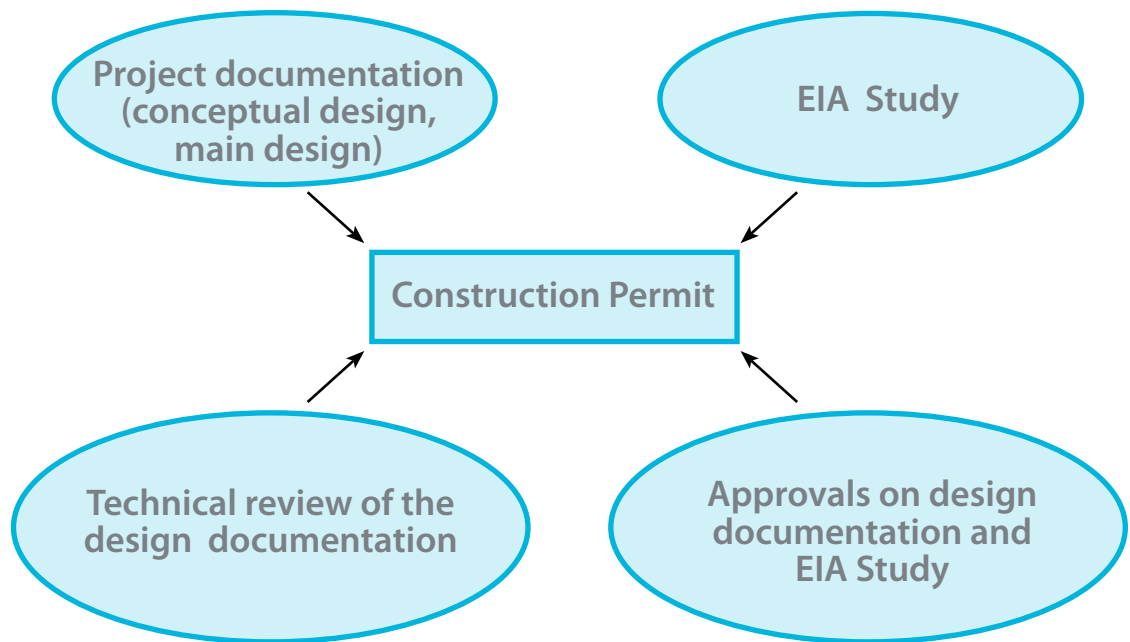 Project documentation
(conceptual design,
main design)
EIA Study
Construction Permit
Technical review of the
design documentation
Approvals on design
documentation and
EIA Study